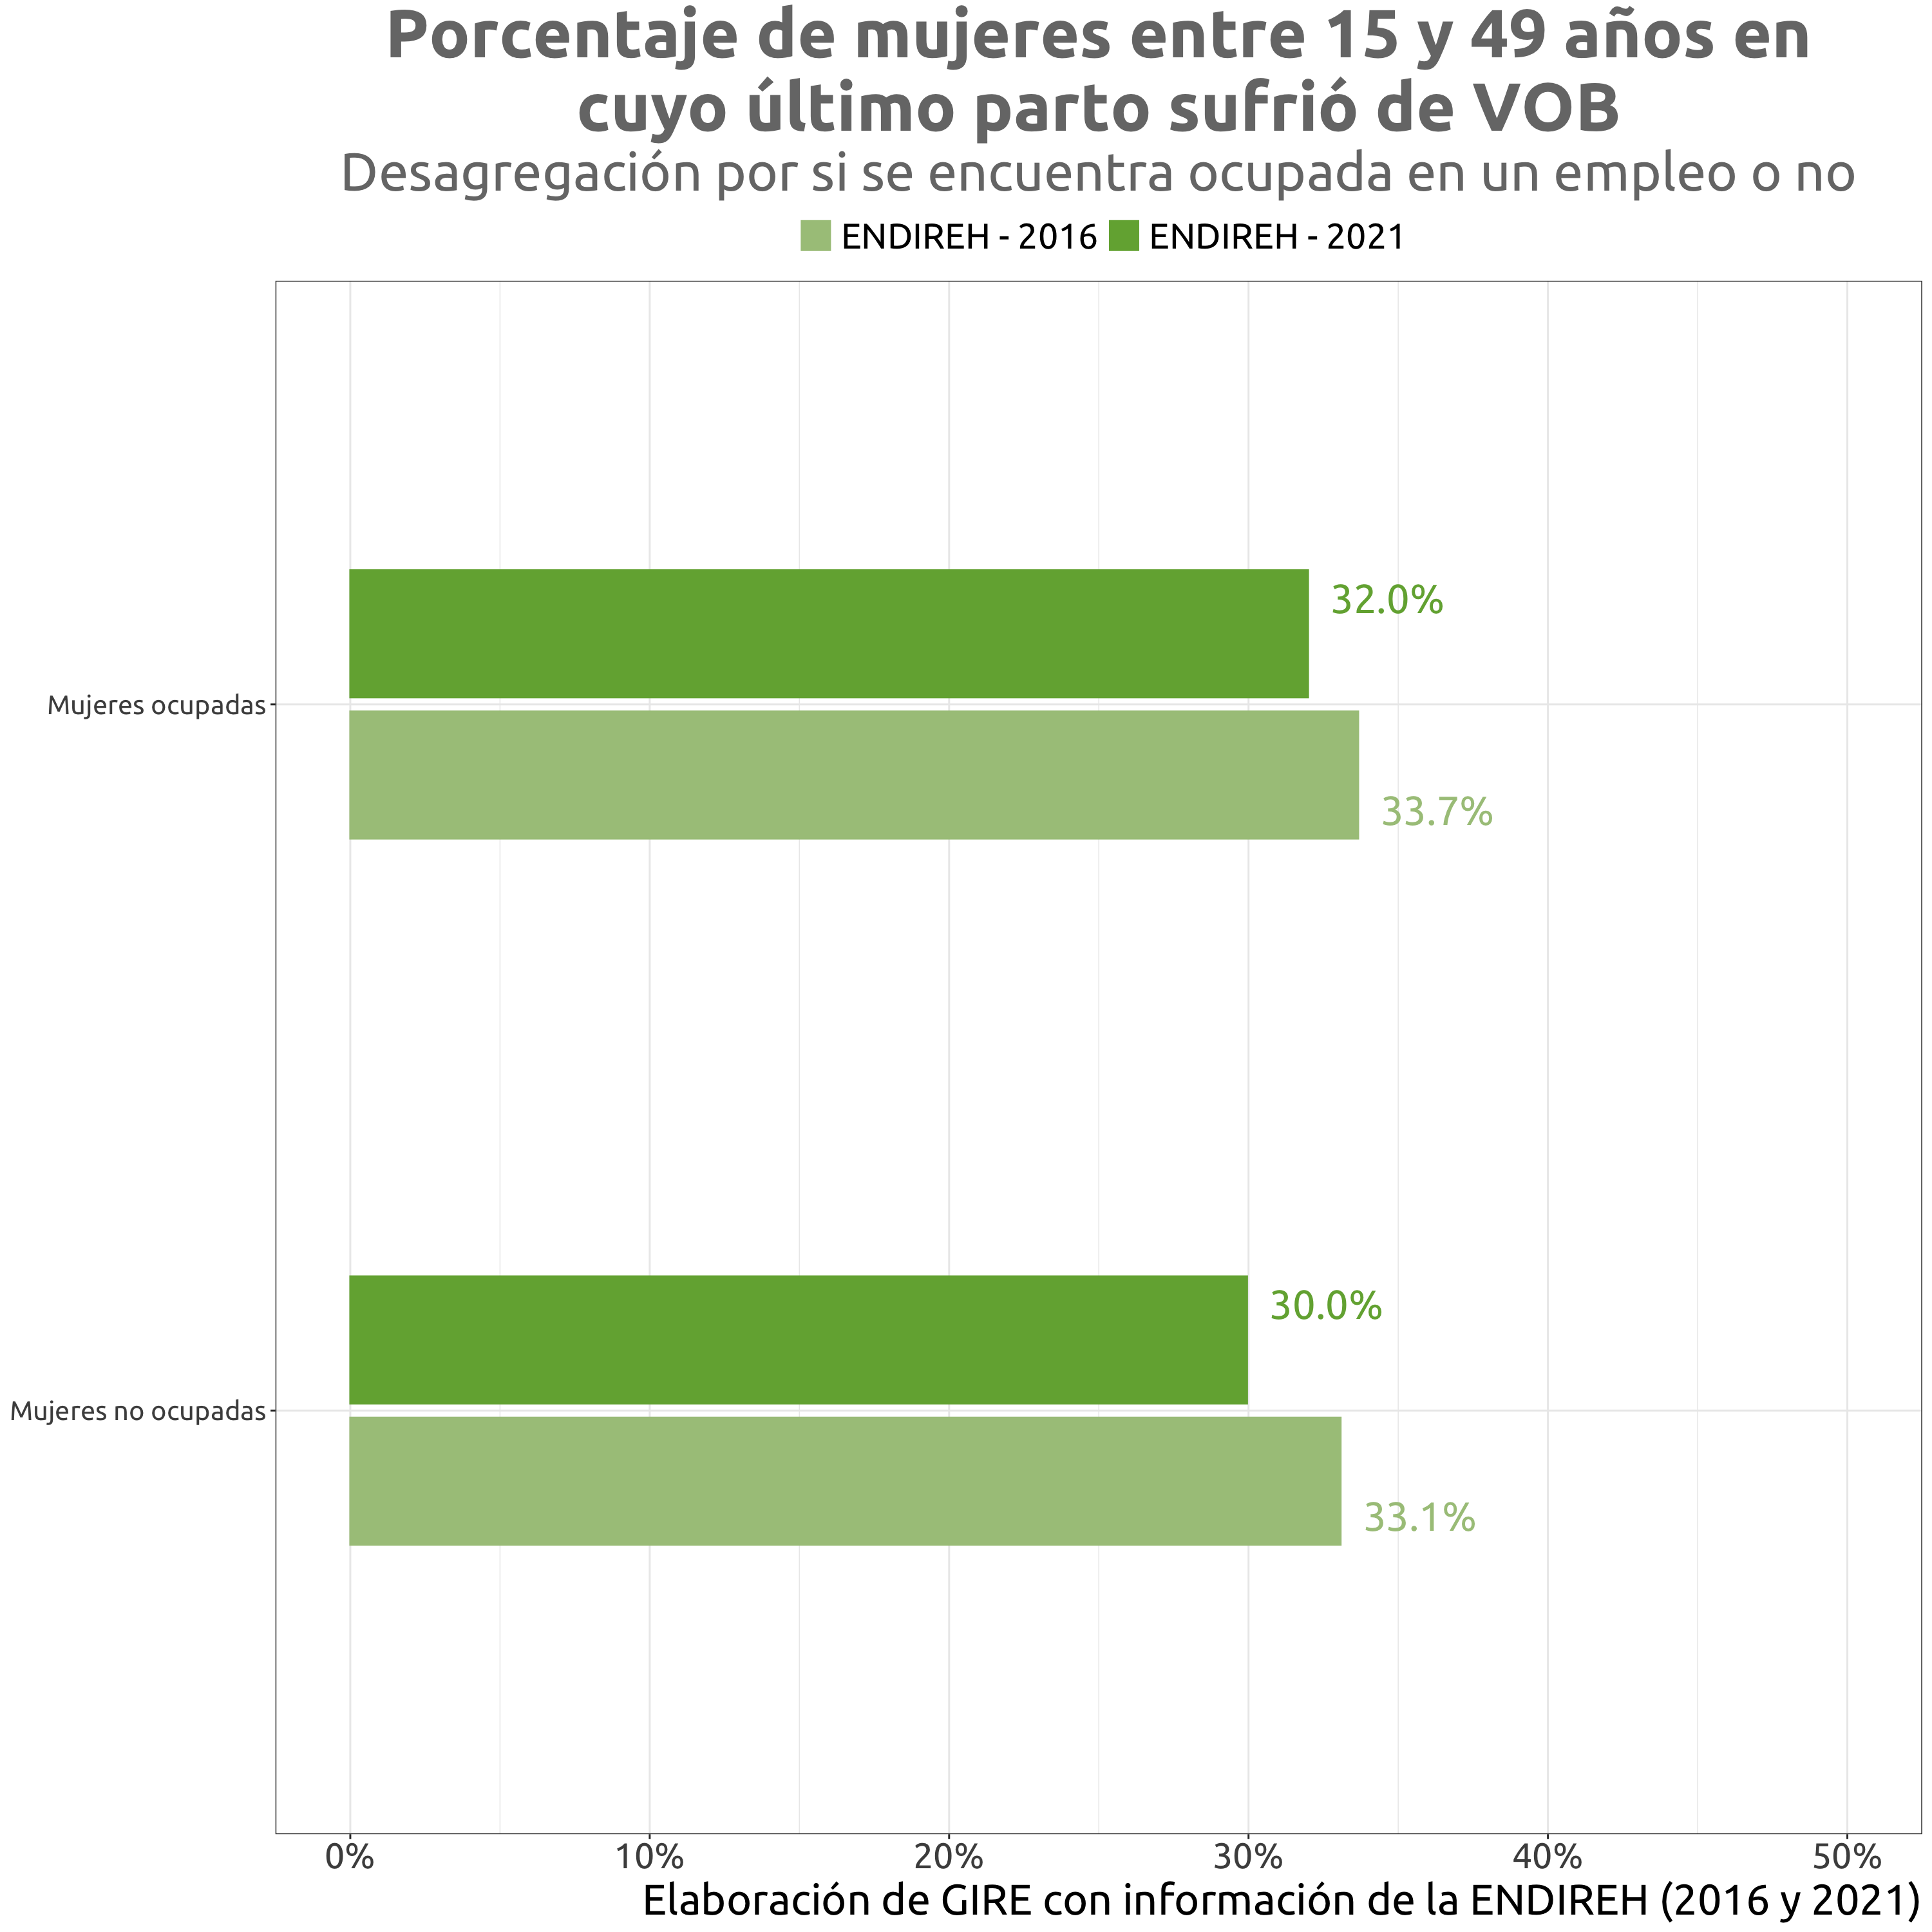 Porcentaje de mujeres entre 15 y 49 años en
cuyo último parto sufrió de VOB
Desagregación por si se encuentra ocupada en un empleo o no
ENDIREH - 2016 ENDIREH - 2021
32.0%
Mujeres ocupadas
33.7%
30.0%
Mujeres no ocupadas
33.1%
0% 10% 20% 30% 40% 50%
Elaboración de GIRE con información de la ENDIREH (2016 y 2021)